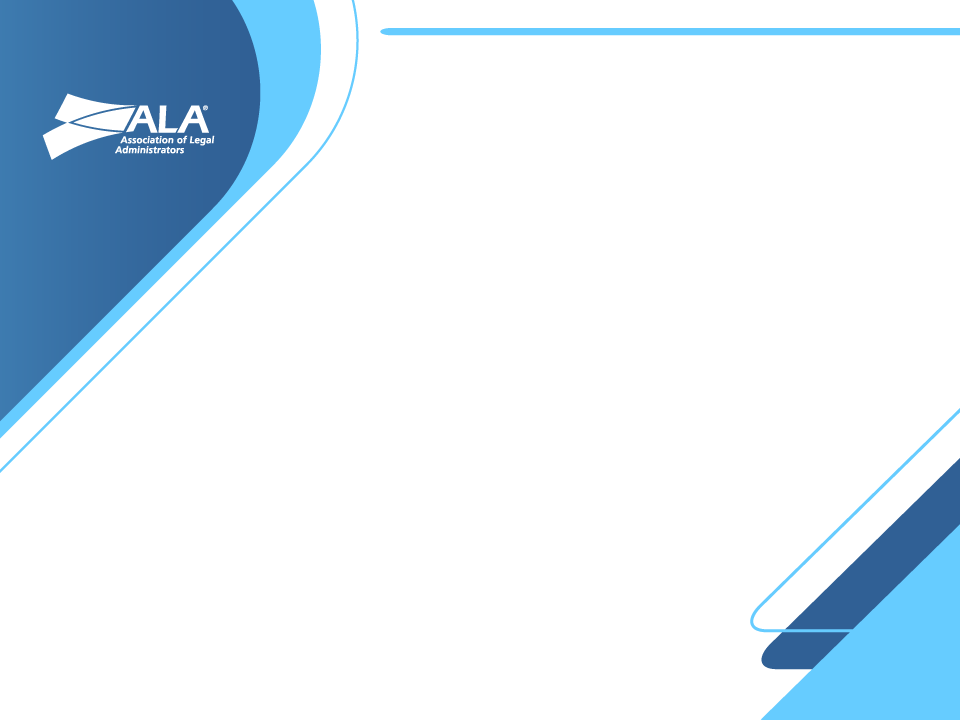 ALA®
Association of Legal
Administrators